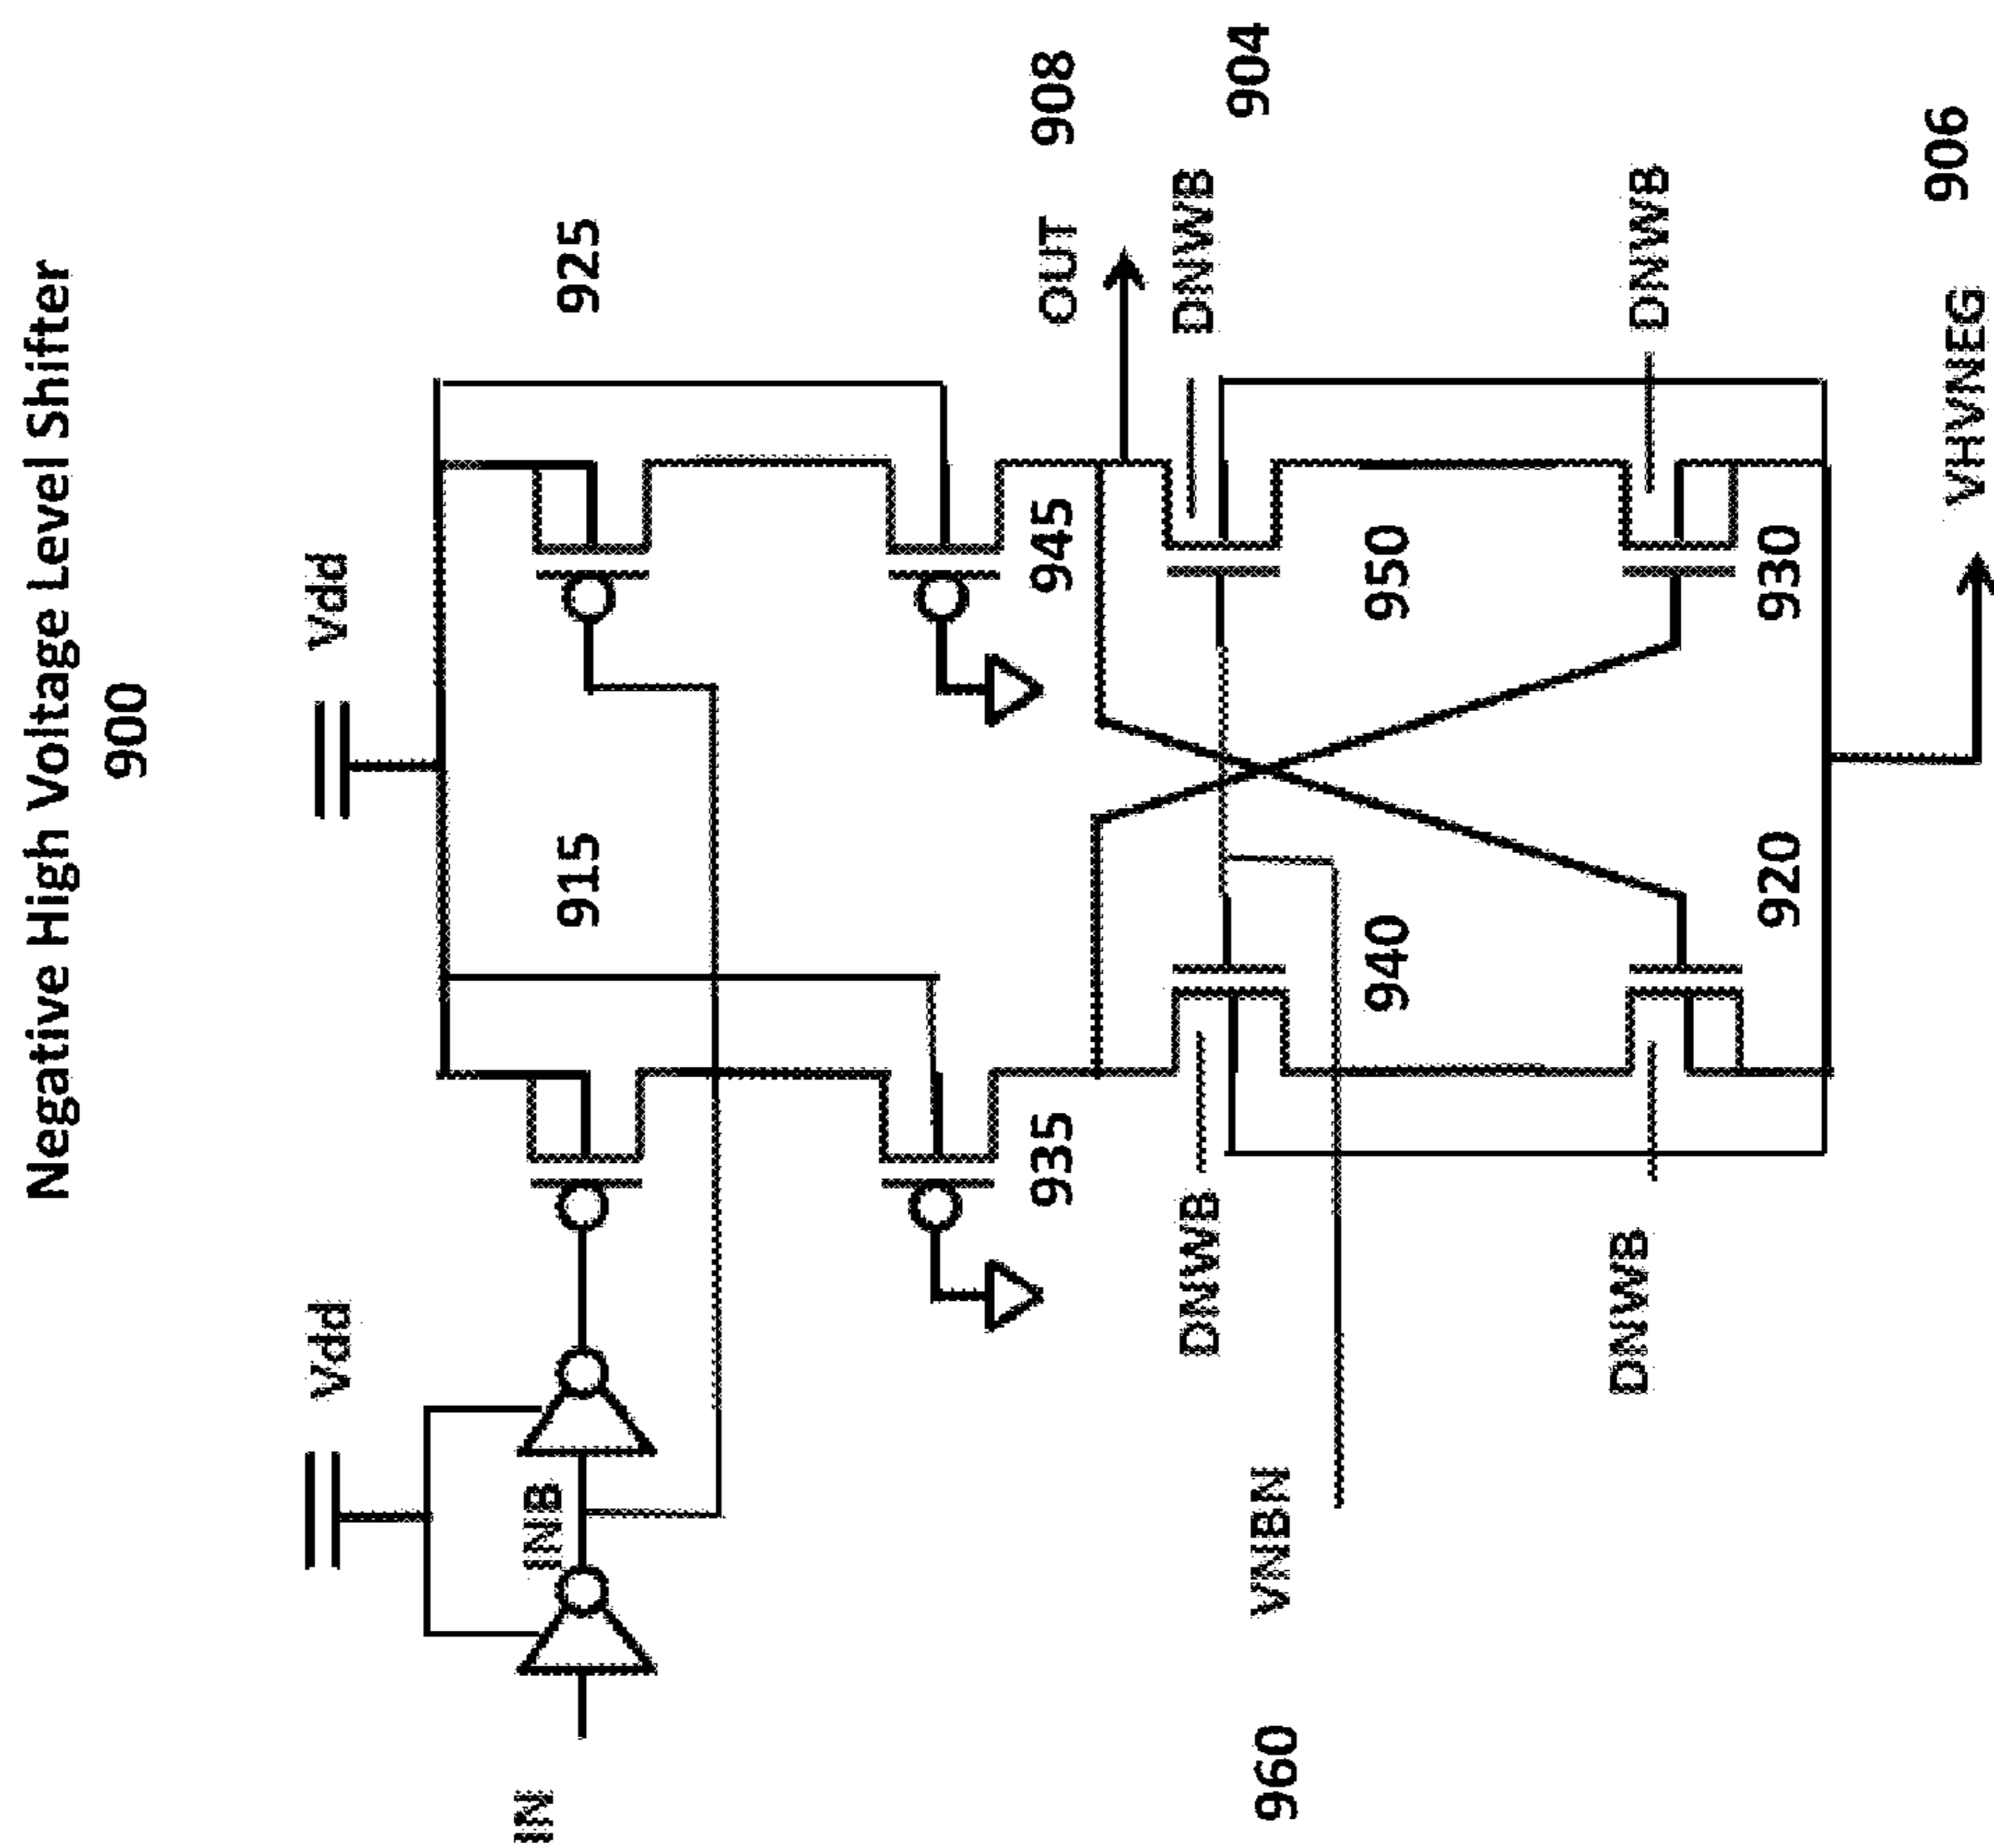 Negative High Voltage Level Shifter
900
Vdd
Vdd
IN
INB
915
925
935
945
OUT
908
DNWB
DNWB
904
VNBN
960
940
950
DNWB
DNWB
920
930
VHVNEG
906